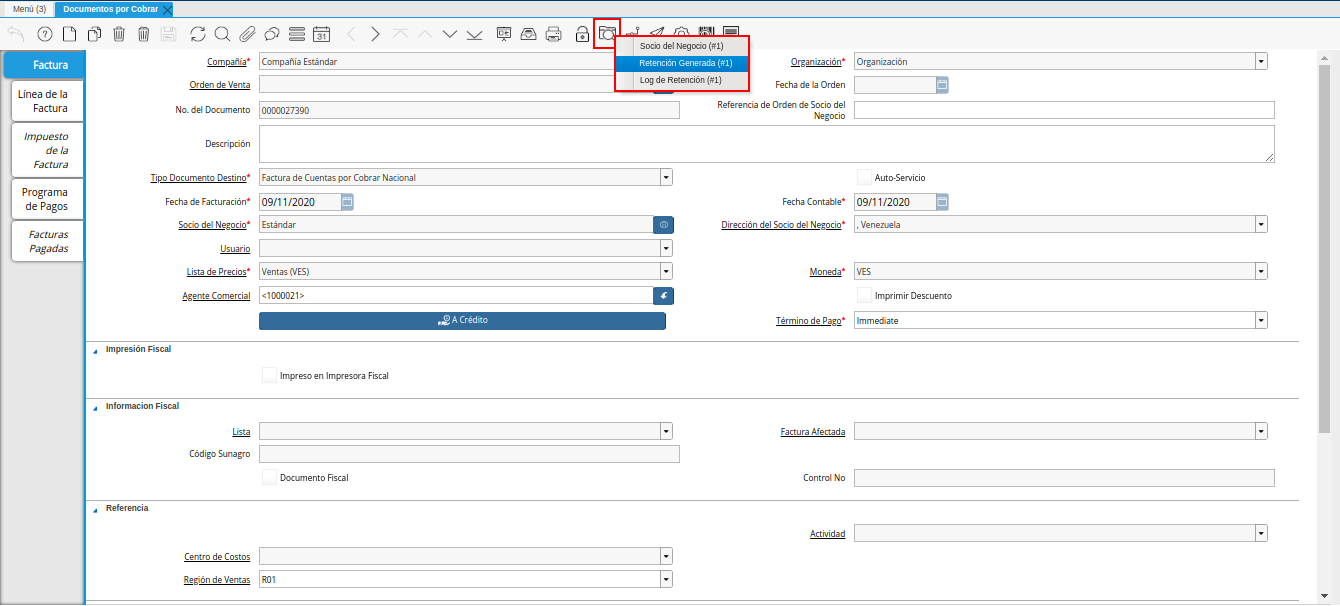 Menú (3)
Documentos por Cobrar
31
Socio del Negocio (#1)
Retención Generada (#1)
Log de Retención (#1)
Factura
Línea de la
Factura
Impuesto
de la
Factura
Programa
de Pagos
Facturas
Pagadas
Compañía* Compañía Estándar
Organización* Organización
Orden de Venta
Fecha de la Orden
No. del Documento 0000027390
Referencia de Orden de Socio del
Negocio
Descripción
Tipo Documento Destino* Factura de Cuentas por Cobrar Nacional
Auto-Servicio
Fecha de Facturación* 09/11/2020
Fecha Contable* 09/11/2020
Socio del Negocio* Estándar
Dirección del Socio del Negocio* , Venezuela
Usuario
Lista de Precios* Ventas (VES)
Moneda* VES
Agente Comercial <1000021>
Imprimir Descuento
A Crédito
Término de Pago* Immediate
Impresión Fiscal
Impreso en Impresora Fiscal
Informacion Fiscal
Lista
Factura Afectada
Código Sunagro
Documento Fiscal
Control No
Referencia
Actividad
Centro de Costos
Región de Ventas R01